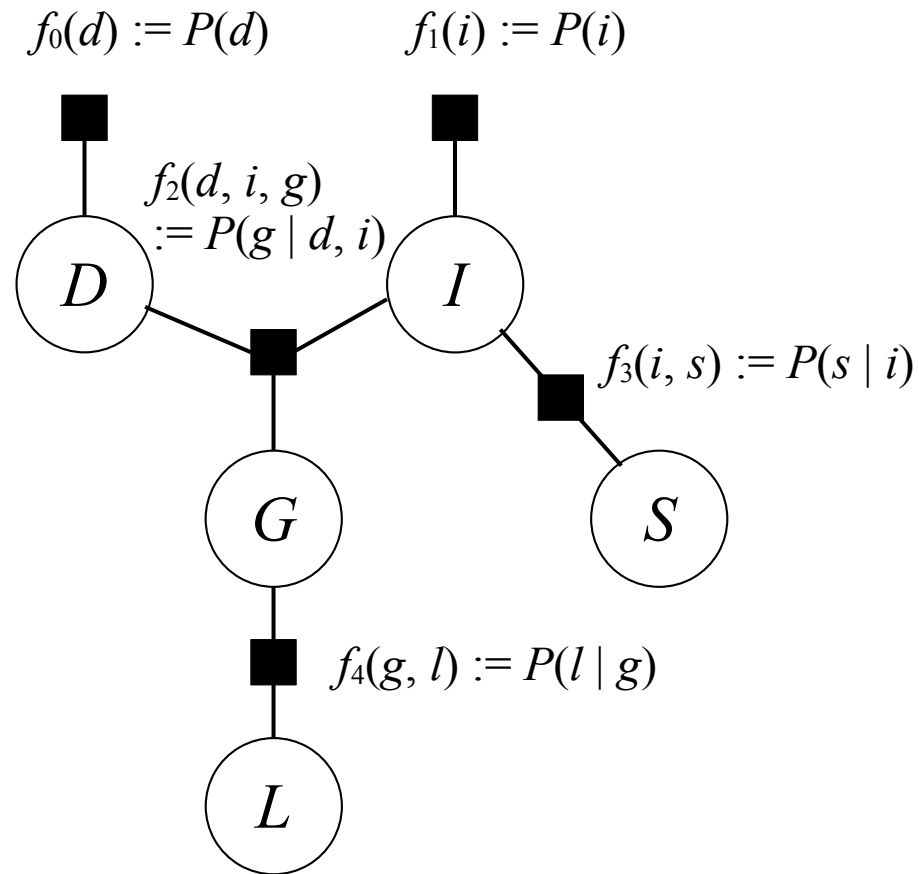 f₀(d) := P(d)
f₁(i) := P(i)
f₂(d, i, g)
:= P(g | d, i)
D
I
f₃(i, s) := P(s | i)
G
S
f₄(g, l) := P(l | g)
L